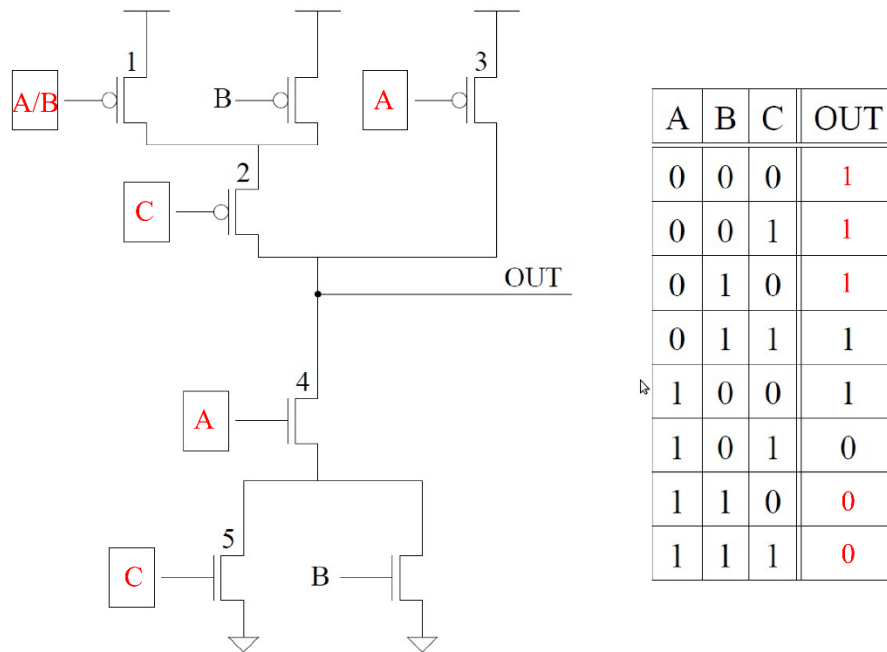 1
3
A/B
B
A
2
C
OUT
4
A
5
C
B
A B C OUT
0 0 0 1
0 0 1 1
0 1 0 1
0 1 1 1
1 0 0 1
1 0 1 0
1 1 0 0
1 1 1 0